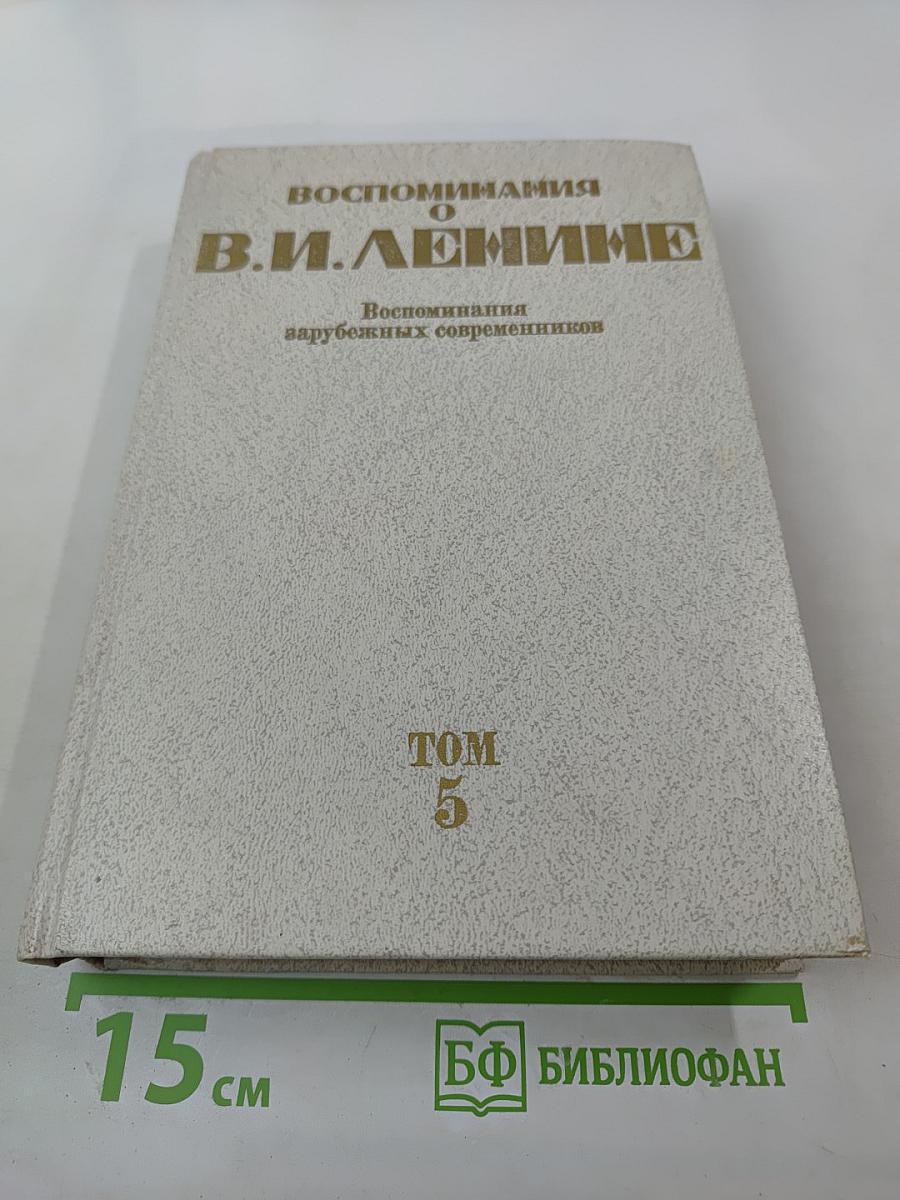 ВОСПОМИНАНИЯ
О
В.И.ЛЕНИНЕ
Воспоминания
зарубежных современников
ТОМ
5
15 см
БФ БИБЛИОФАН